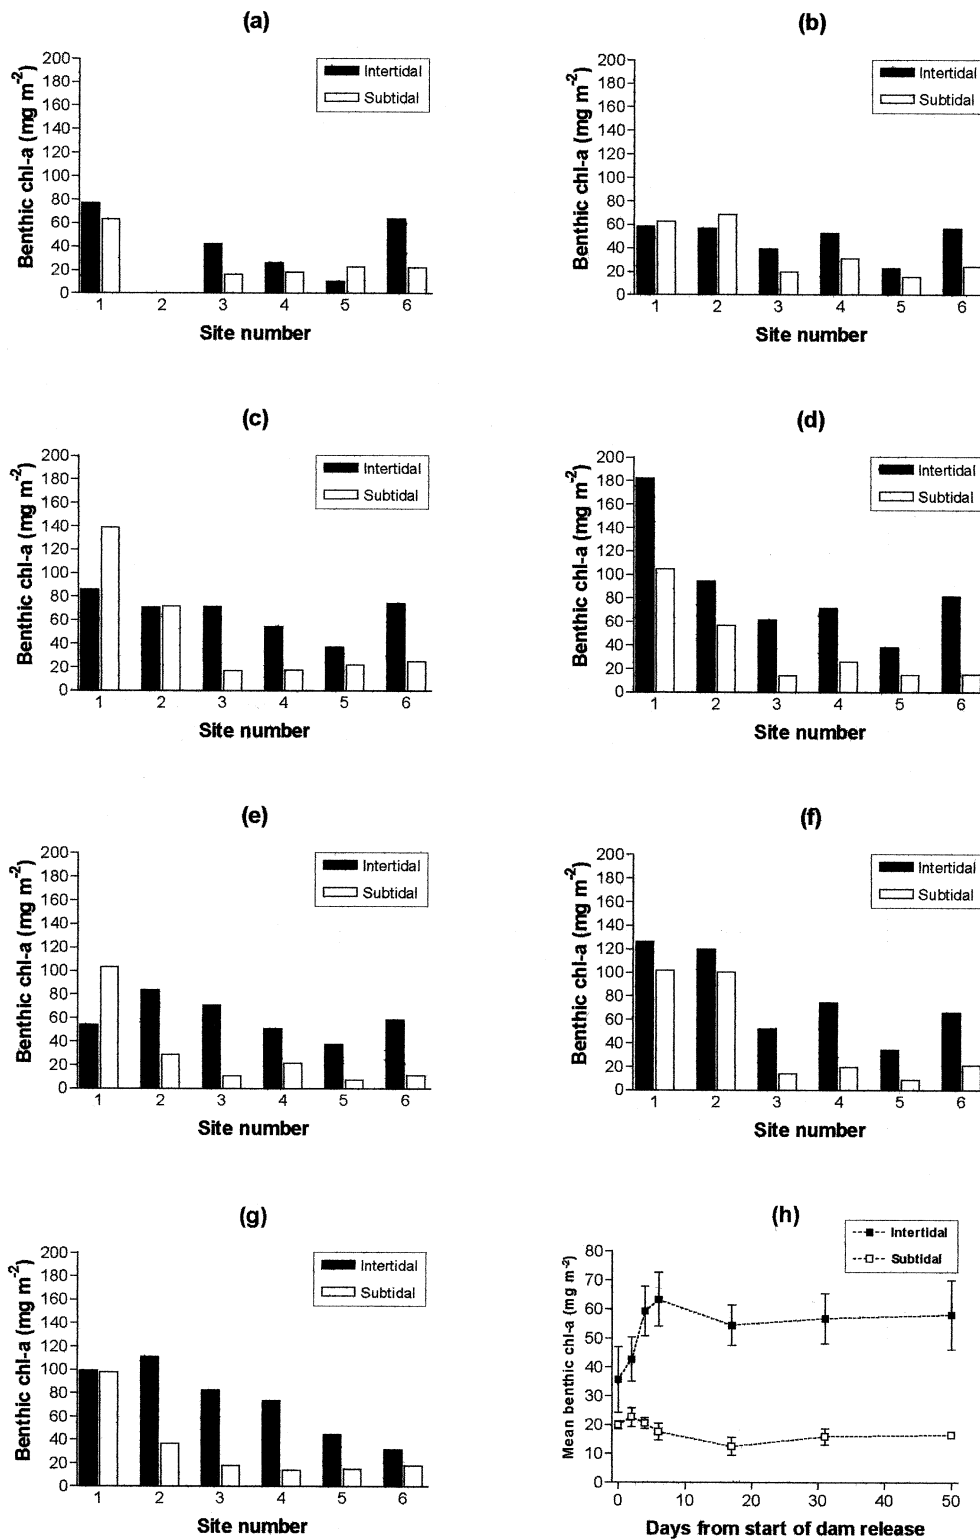 (a)
200
180
160
140
120
100
80
60
40
20
0
Benthic chl-a (mg m-2)
Intertidal
Subtidal
1 2 3 4 5 6
Site number
(b)
200
180
160
140
120
100
80
60
40
20
0
Benthic chl-a (mg m-2)
Intertidal
Subtidal
1 2 3 4 5 6
Site number
(c)
200
180
160
140
120
100
80
60
40
20
0
Benthic chl-a (mg m-2)
Intertidal
Subtidal
1 2 3 4 5 6
Site number
(d)
200
180
160
140
120
100
80
60
40
20
0
Benthic chl-a (mg m-2)
Intertidal
Subtidal
1 2 3 4 5 6
Site number
(e)
200
180
160
140
120
100
80
60
40
20
0
Benthic chl-a (mg m-2)
Intertidal
Subtidal
1 2 3 4 5 6
Site number
(f)
200
180
160
140
120
100
80
60
40
20
0
Benthic chl-a (mg m-2)
Intertidal
Subtidal
1 2 3 4 5 6
Site number
(g)
200
180
160
140
120
100
80
60
40
20
0
Benthic chl-a (mg m-2)
Intertidal
Subtidal
1 2 3 4 5 6
Site number
(h)
80
70
60
50
40
30
20
10
0
Mean benthic chl-a (mg m-2)
Intertidal
Subtidal
0 10 20 30 40 50
Days from start of dam release